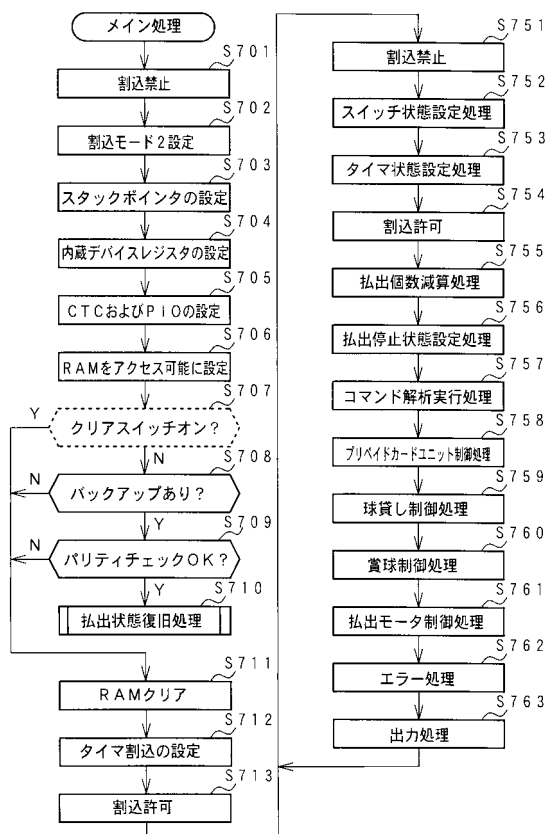 メイン処理
S701
割込禁止
S702
割込モード2設定
S703
スタックポインタの設定
S704
内蔵デバイスレジスタの設定
S705
CTCおよびPIOの設定
S706
RAMをアクセス可能に設定
S707
Y
クリアスイッチオン?
N
S708
N
バックアップあり?
Y
S709
N
パリティチェックOK?
Y
S710
払出状態復旧処理
S711
RAMクリア
S712
タイマ割込の設定
S713
割込許可
S751
割込禁止
S752
スイッチ状態設定処理
S753
タイマ状態設定処理
S754
割込許可
S755
払出個数減算処理
S756
払出停止状態設定処理
S757
コマンド解析実行処理
S758
プリペイドカードユニット制御処理
S759
球貸し制御処理
S760
賞球制御処理
S761
払出モータ制御処理
S762
エラー処理
S763
出力処理